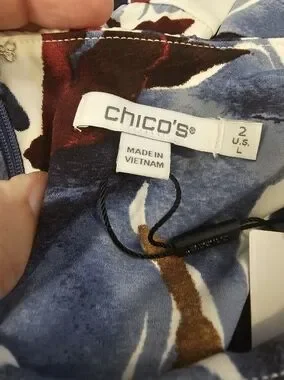 chico's®
2
U.S.
L
MADE IN
VIETNAM